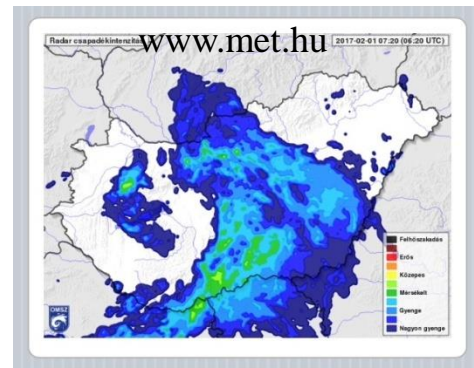 www.met.hu
Radar csapadékintenzitás
2017-02-01 07:20 (06:20 UTC)
Felhőszakadás
Erős
Közepes
Mérsékelt
Gyenge
Nagyon gyenge
OMSZ